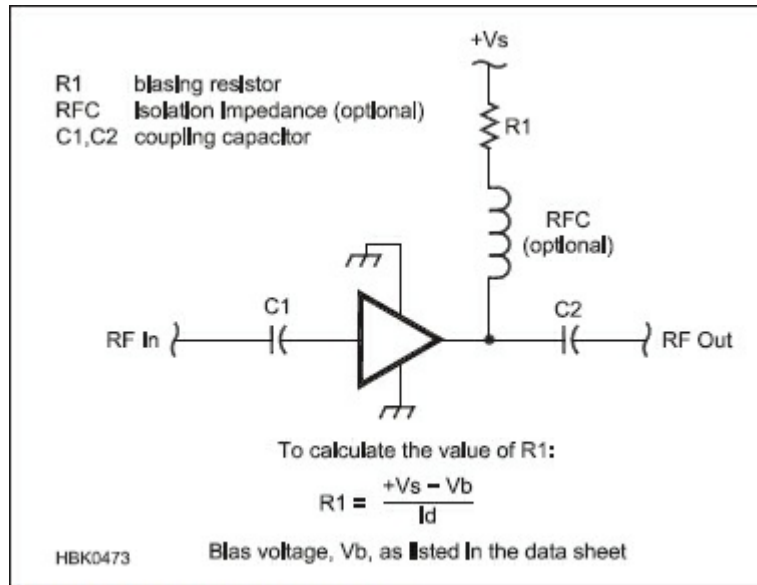 +Vs
R1 biasing resistor
RFC Isolation Impedance (optional)
C1,C2 coupling capacitor
R1
RFC
(optional)
C1
C2
RF In
RF Out
To calculate the value of R1:
R1 = +Vs – Vb
Id
HBK0473
Bias voltage, Vb, as listed in the data sheet